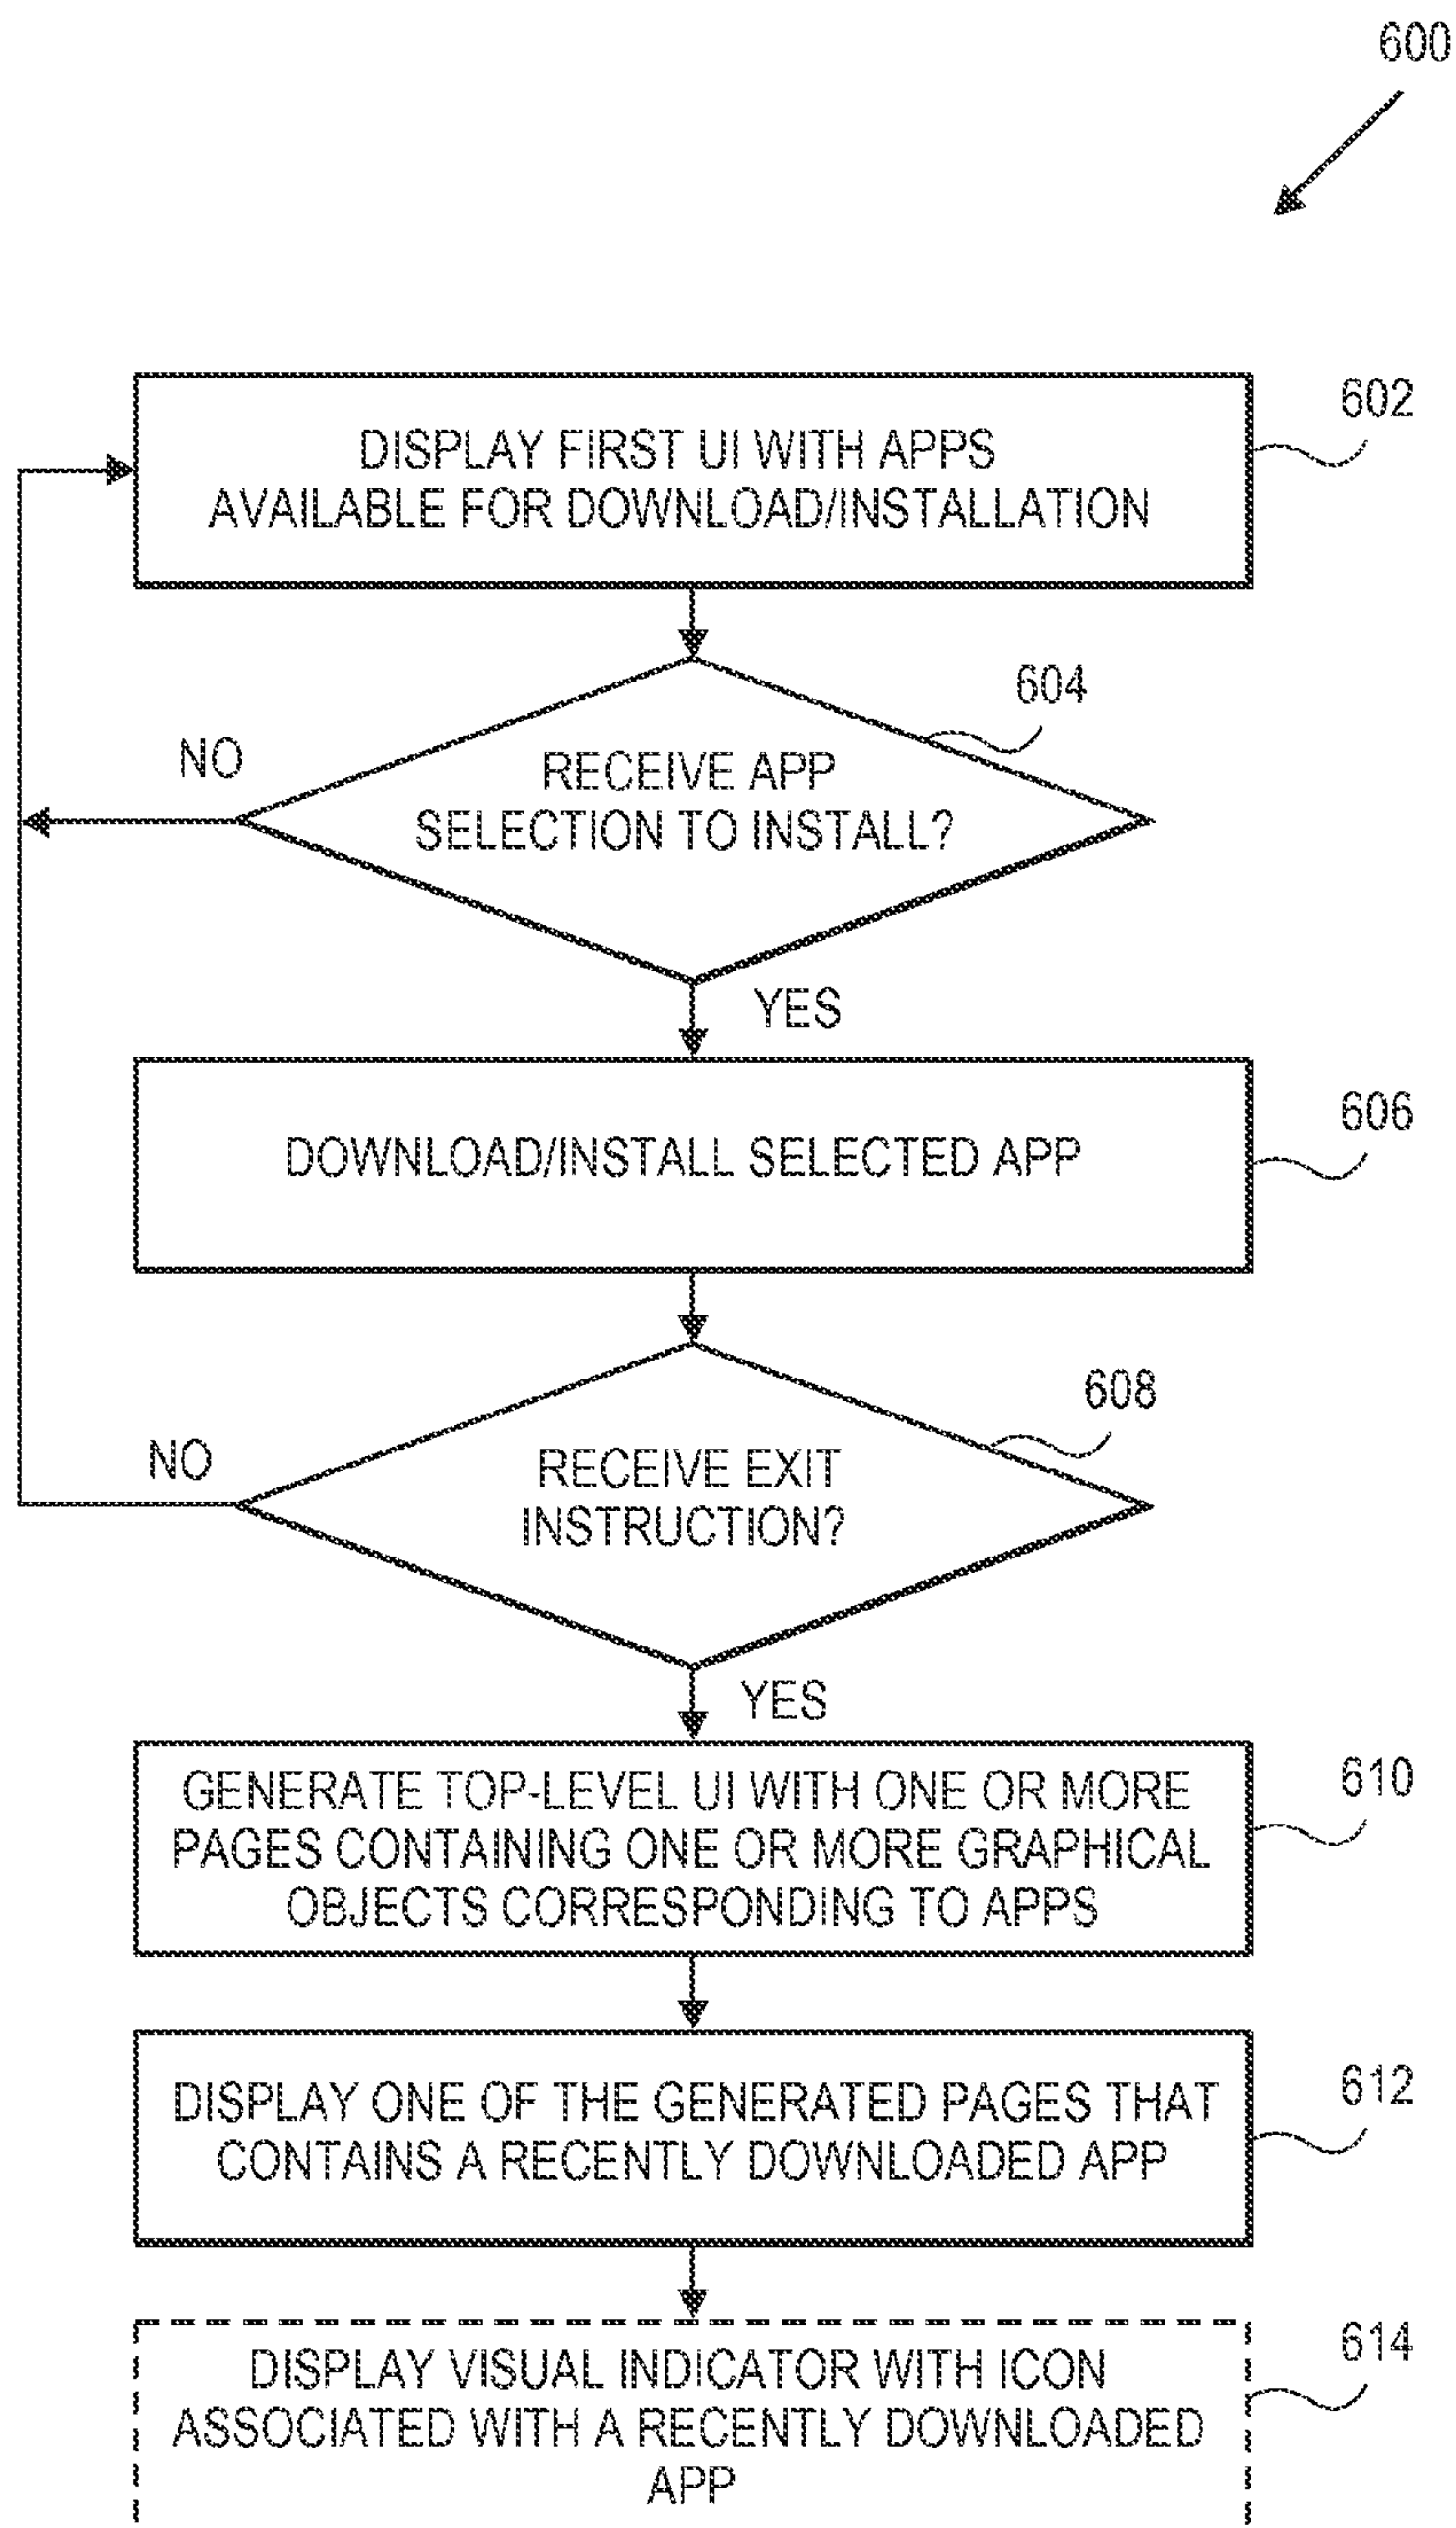 600
DISPLAY FIRST UI WITH APPS
AVAILABLE FOR DOWNLOAD/INSTALLATION
602
604
NO
RECEIVE APP
SELECTION TO INSTALL?
YES
DOWNLOAD/INSTALL SELECTED APP
606
608
NO
RECEIVE EXIT
INSTRUCTION?
YES
GENERATE TOP-LEVEL UI WITH ONE OR MORE
PAGES CONTAINING ONE OR MORE GRAPHICAL
OBJECTS CORRESPONDING TO APPS
610
DISPLAY ONE OF THE GENERATED PAGES THAT
CONTAINS A RECENTLY DOWNLOADED APP
612
DISPLAY VISUAL INDICATOR WITH ICON
ASSOCIATED WITH A RECENTLY DOWNLOADED
APP
614